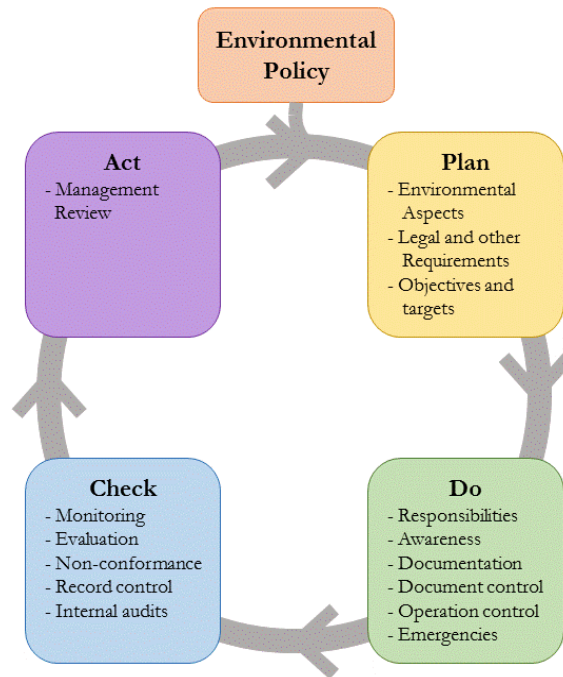 Environmental
Policy
Act
- Management
Review
Plan
- Environmental
Aspects
- Legal and other
Requirements
- Objectives and
targets
Check
- Monitoring
- Evaluation
- Non-conformance
- Record control
- Internal audits
Do
- Responsibilities
- Awareness
- Documentation
- Document control
- Operation control
- Emergencies